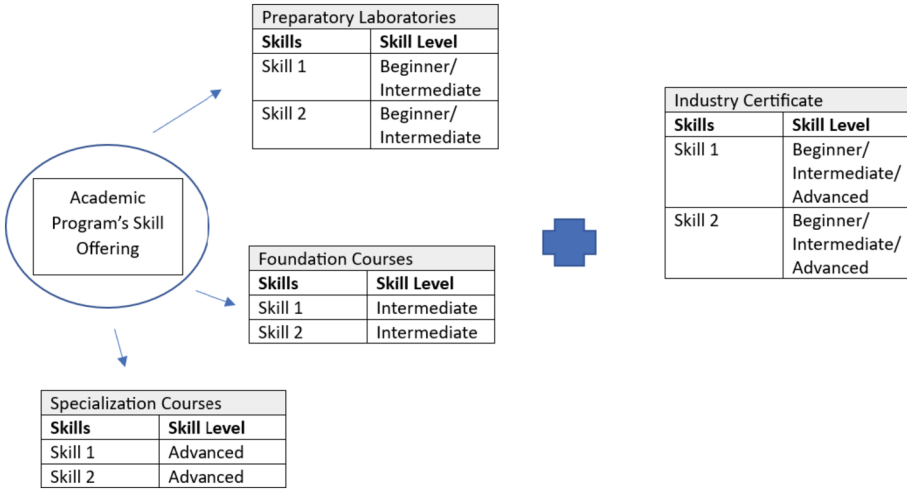 Preparatory Laboratories
Skills Skill Level
Skill 1 Beginner/
Intermediate
Skill 2 Beginner/
Intermediate
Academic
Program's Skill
Offering
Foundation Courses
Skills Skill Level
Skill 1 Intermediate
Skill 2 Intermediate
Specialization Courses
Skills Skill Level
Skill 1 Advanced
Skill 2 Advanced
Industry Certificate
Skills Skill Level
Skill 1 Beginner/
Intermediate/
Advanced
Skill 2 Beginner/
Intermediate/
Advanced